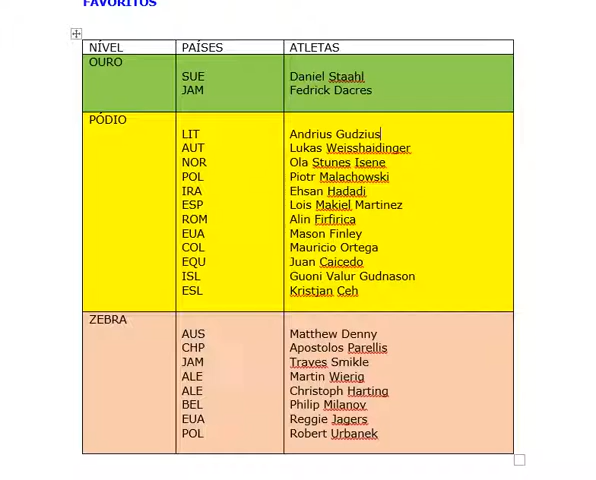 FAVORITOS
NÍVEL PAÍSES ATLETAS
OURO
SUE Daniel Staahl
JAM Fedrick Dacres
PÓDIO
LIT Andrius Gudzius
AUT Lukas Weisshaidinger
NOR Ola Stunes Isene
POL Piotr Malachowski
IRA Ehsan Hadadi
ESP Lois Makiel Martinez
ROM Alin Firfirica
EUA Mason Finley
COL Mauricio Ortega
EQU Juan Caicedo
ISL Guoni Valur Gudnason
ESL Kristjan Ceh
ZEBRA
AUS Matthew Denny
CHP Apostolos Parellis
JAM Traves Smikle
ALE Martin Wierig
ALE Christoph Harting
BEL Philip Milanov
EUA Reggie Jagers
POL Robert Urbanek